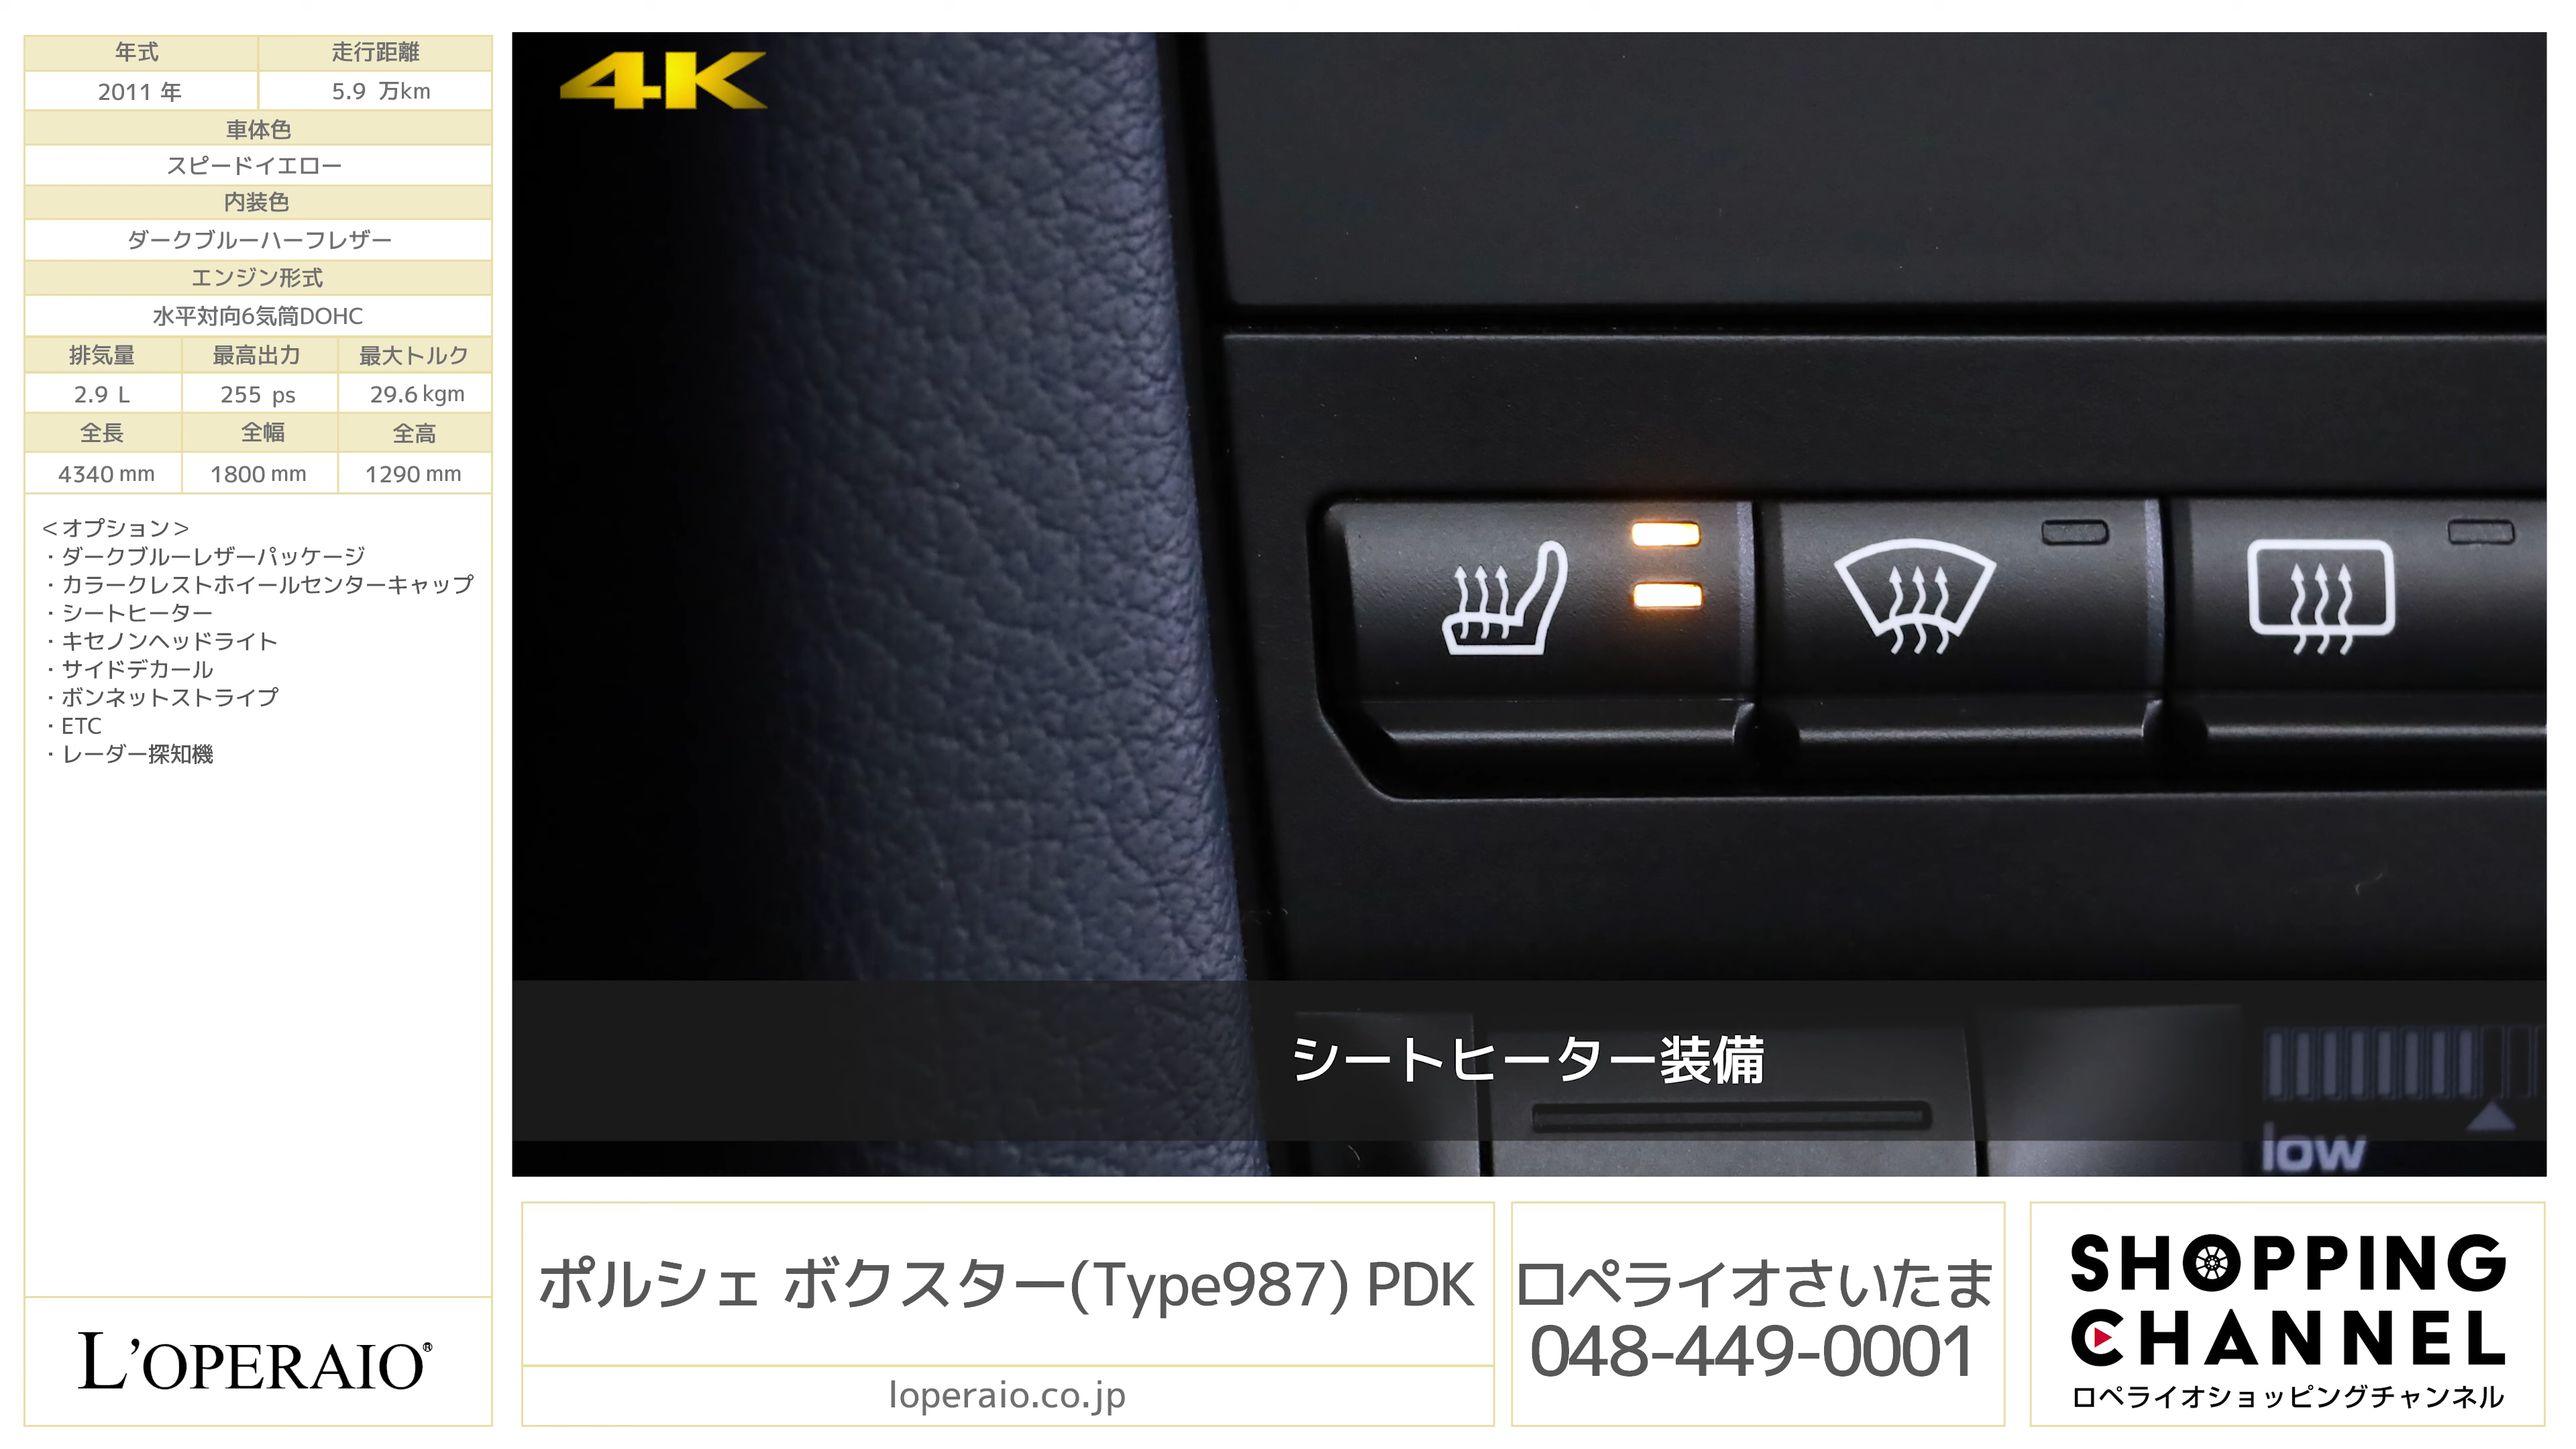 年式 走行距離
2011 年 5.9 万km
車体色
スピードイエロー
内装色
ダークブルーハーフレザー
エンジン形式
水平対向6気筒DOHC
排気量 最高出力 最大トルク
2.9 L 255 ps 29.6 kgm
全長 全幅 全高
4340 mm 1800 mm 1290 mm
＜オプション＞
・ダークブルーレザーパッケージ
・カラークレストホイールセンターキャップ
・シートヒーター
・キセノンヘッドライト
・サイドデカール
・ボンネットストライプ
・ETC
・レーダー探知機
L'OPERAIO®
4K
シートヒーター装備
low
ポルシェ ボクスター(Type987) PDK
loperaio.co.jp
ロペライオさいたま
048-449-0001
SHOPPING
CHANNEL
ロペライオショッピングチャンネル